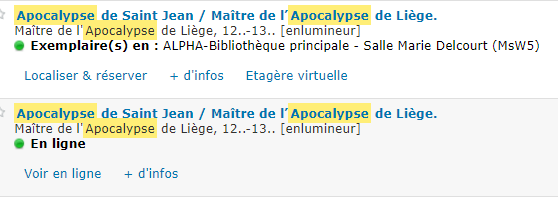 Apocalypse de Saint Jean / Maître de l’Apocalypse de Liège.
Maître de l'Apocalypse de Liège, 12..-13.. [enlumineur]
Exemplaire(s) en : ALPHA-Bibliothèque principale - Salle Marie Delcourt (MsW5)
Localiser & réserver + d'infos Etagère virtuelle
Apocalypse de Saint Jean / Maître de l’Apocalypse de Liège.
Maître de l'Apocalypse de Liège, 12..-13.. [enlumineur]
En ligne
Voir en ligne + d'infos